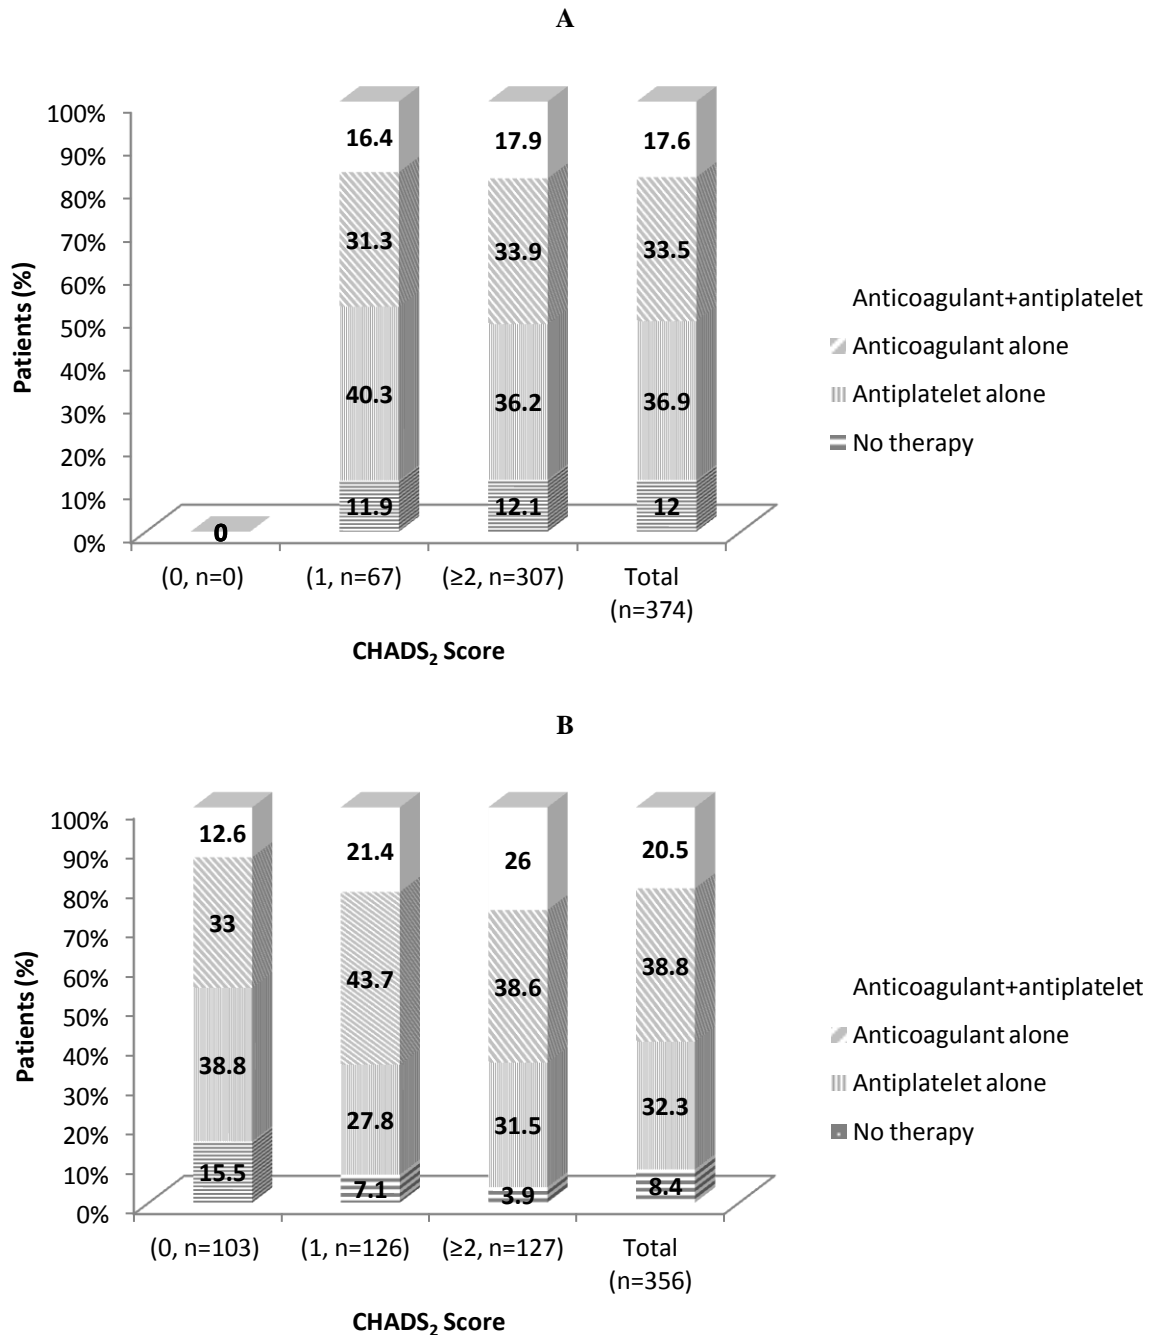 A
100%
90%
80%
70%
60%
50%
40%
30%
20%
10%
0%
Patients (%)
16.4
17.9
17.6
31.3
33.9
33.5
40.3
36.2
36.9
0
11.9
12.1
12
(0, n=0)
(1, n=67)
(≥2, n=307)
Total
(n=374)
CHADS₂ Score
Anticoagulant+antiplatelet
Anticoagulant alone
Antiplatelet alone
No therapy
B
100%
90%
80%
70%
60%
50%
40%
30%
20%
10%
0%
Patients (%)
12.6
21.4
26
20.5
33
43.7
38.6
38.8
38.8
27.8
31.5
32.3
15.5
7.1
3.9
8.4
(0, n=103)
(1, n=126)
(≥2, n=127)
Total
(n=356)
CHADS₂ Score
Anticoagulant+antiplatelet
Anticoagulant alone
Antiplatelet alone
No therapy